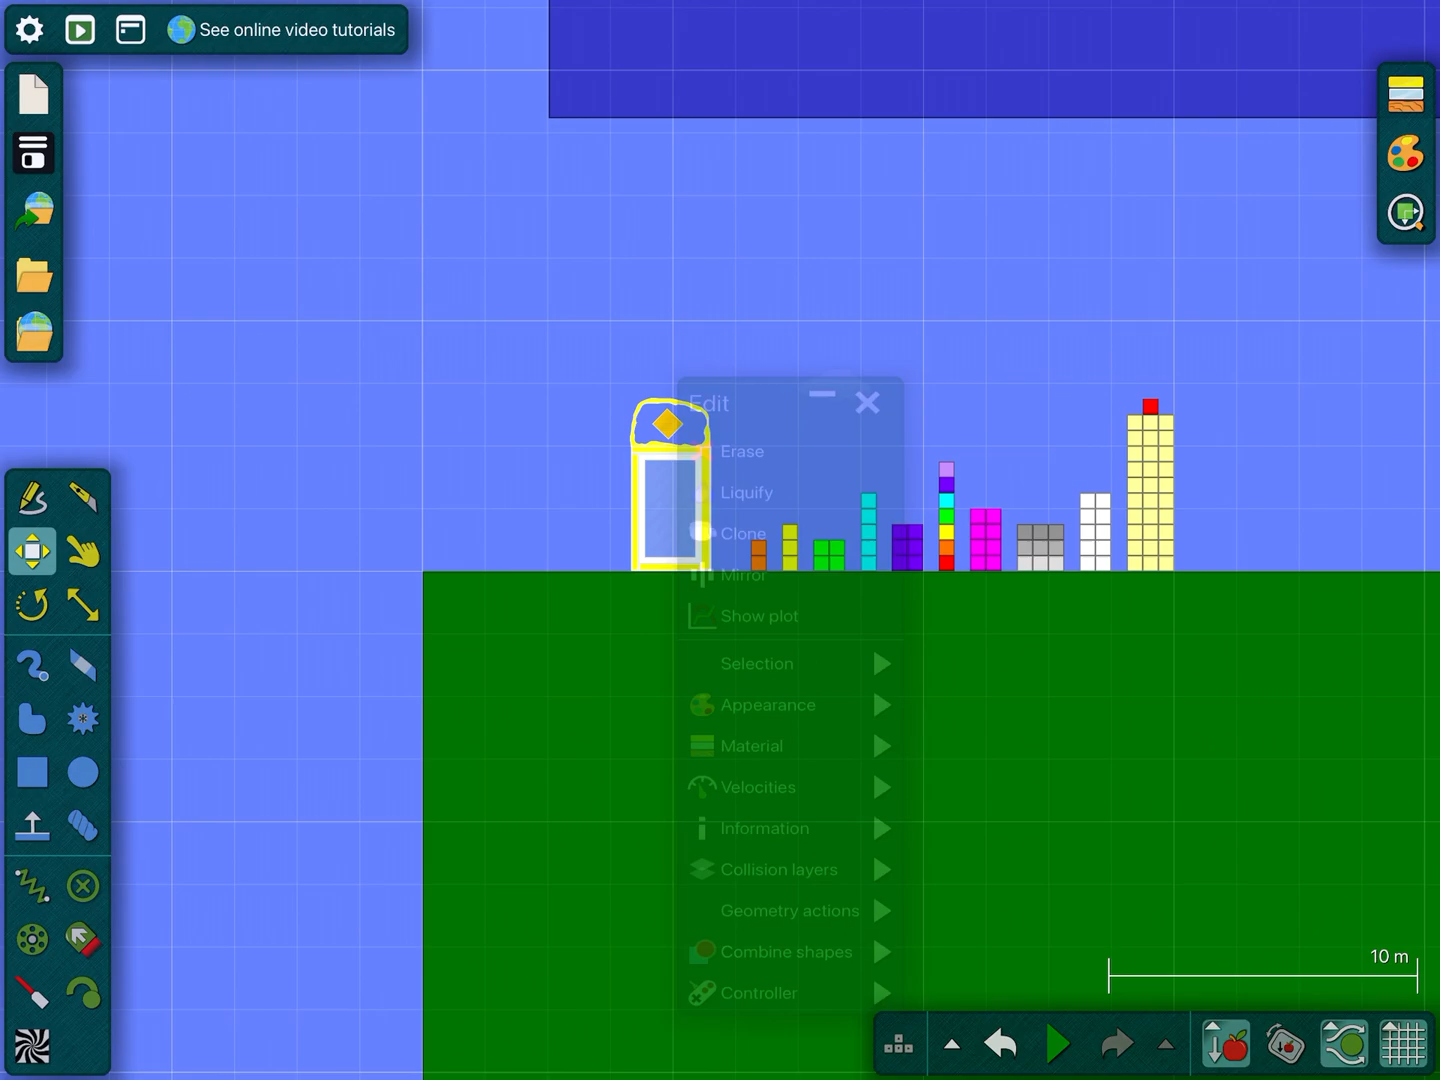 See online video tutorials
Edit
Erase
Liquify
Clone
Mirror
Show plot
Selection
Appearance
Material
Velocities
Information
Collision layers
Geometry actions
Combine shapes
Controller
10 m